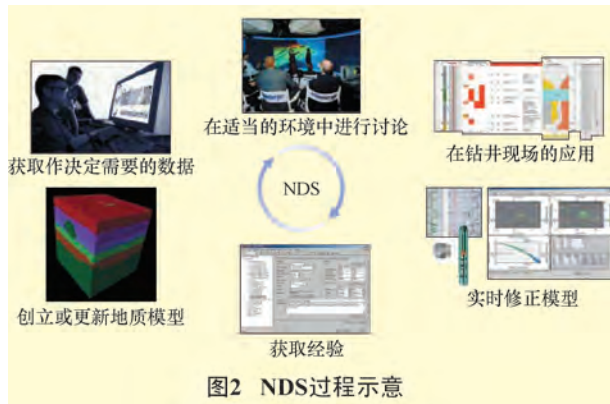 在适当的环境中进行讨论
获取作决定需要的数据
在钻井现场的应用
NDS
创立或更新地质模型
实时修正模型
获取经验
图2 NDS过程示意